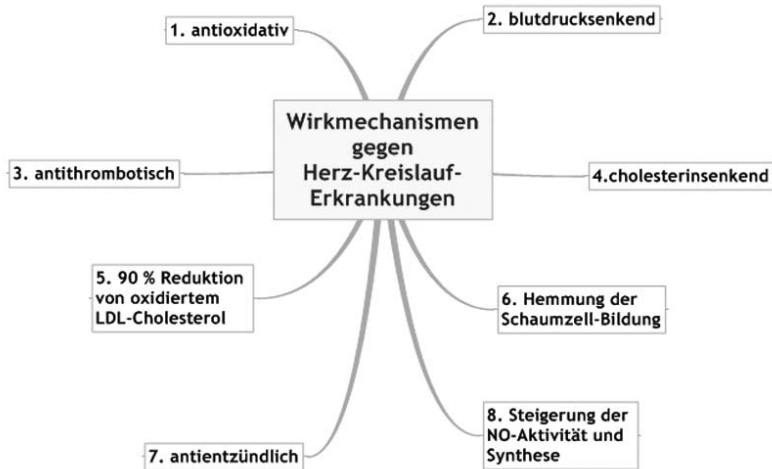 Wirkmechanismen
gegen
Herz-Kreislauf-
Erkrankungen
1. antioxidativ
2. blutdrucksenkend
3. antithrombotisch
4.cholesterinsenkend
5. 90 % Reduktion
von oxidiertem
LDL-Cholesterol
6. Hemmung der
Schaumzell-Bildung
7. antientzündlich
8. Steigerung der
NO-Aktivität und
Synthese